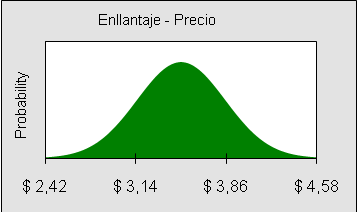 Enllantaje - Precio
Probability
$ 2,42 $ 3,14 $ 3,86 $ 4,58